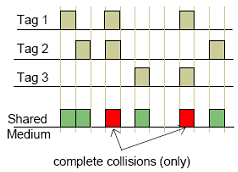 Tag 1
Tag 2
Tag 3
Shared
Medium
complete collisions (only)